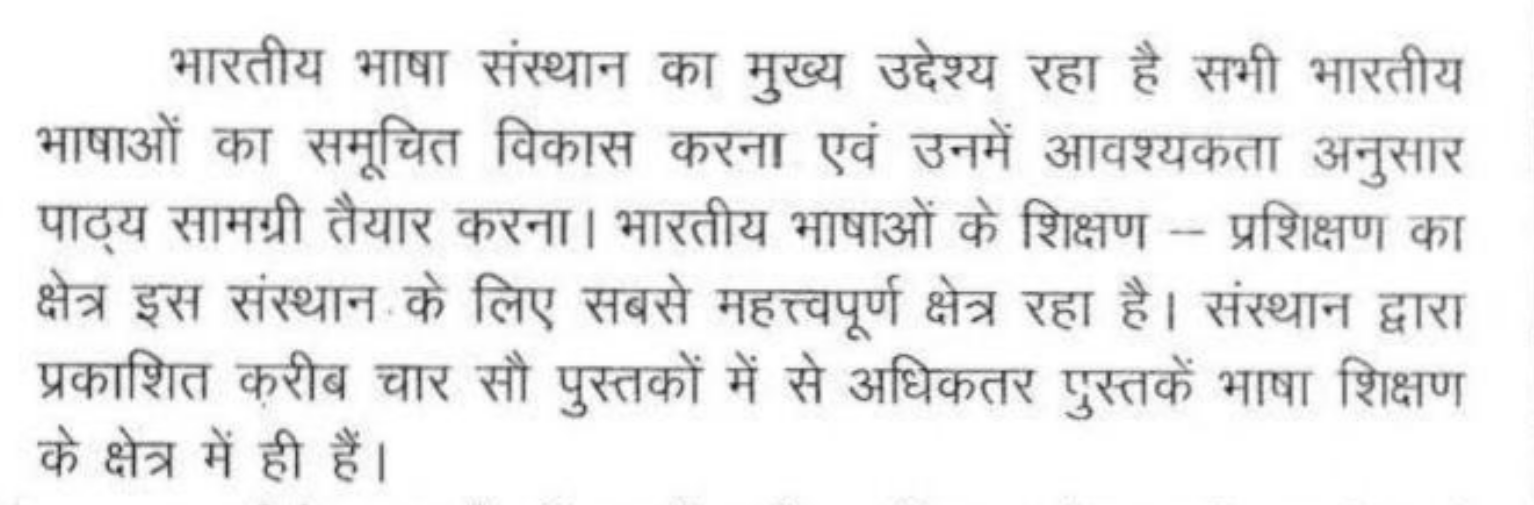 भारतीय भाषा संस्थान का मुख्य उद्देश्य रहा है सभी भारतीय
भाषाओं का समूचित विकास करना एवं उनमें आवश्यकता अनुसार
पाठ्य सामग्री तैयार करना। भारतीय भाषाओं के शिक्षण – प्रशिक्षण का
क्षेत्र इस संस्थान के लिए सबसे महत्त्वपूर्ण क्षेत्र रहा है। संस्थान द्वारा
प्रकाशित क़रीब चार सौ पुस्तकों में से अधिकतर पुस्तकें भाषा शिक्षण
के क्षेत्र में ही हैं।